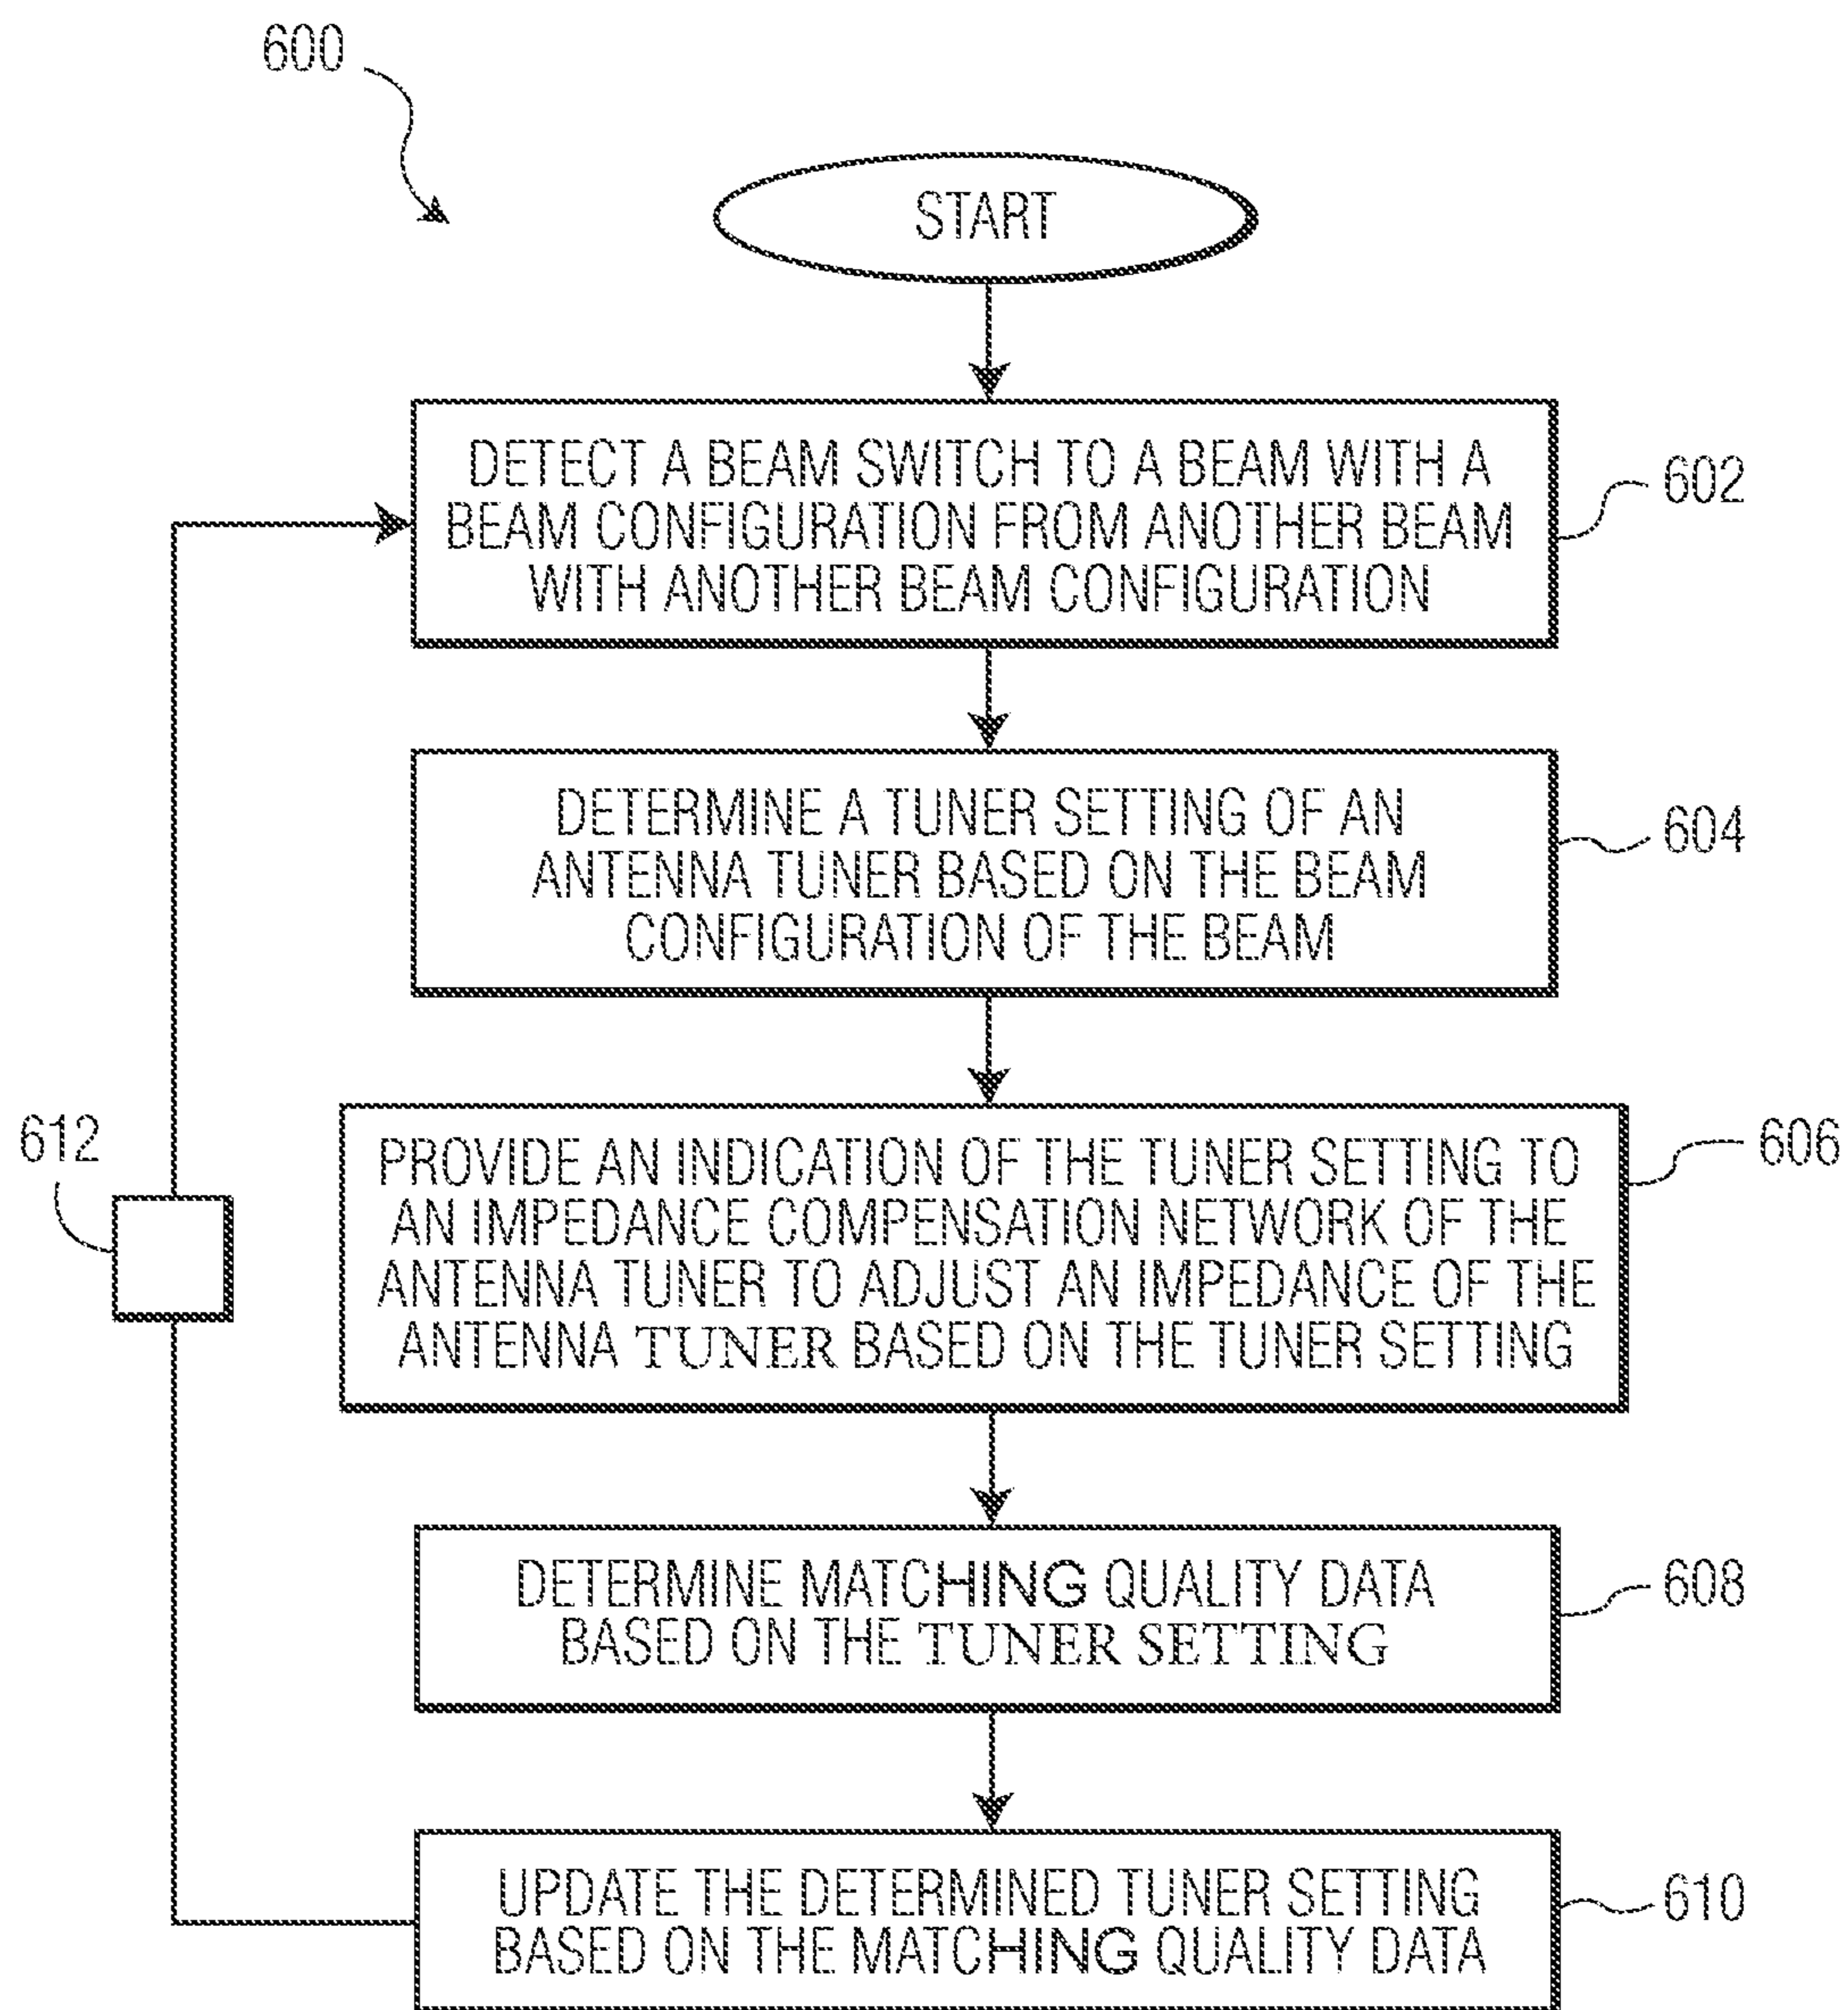 600
START
DETECT A BEAM SWITCH TO A BEAM WITH A
BEAM CONFIGURATION FROM ANOTHER BEAM
WITH ANOTHER BEAM CONFIGURATION
602
DETERMINE A TUNER SETTING OF AN
ANTENNA TUNER BASED ON THE BEAM
CONFIGURATION OF THE BEAM
604
612
PROVIDE AN INDICATION OF THE TUNER SETTING TO
AN IMPEDANCE COMPENSATION NETWORK OF THE
ANTENNA TUNER TO ADJUST AN IMPEDANCE OF THE
ANTENNA TUNER BASED ON THE TUNER SETTING
606
DETERMINE MATCHING QUALITY DATA
BASED ON THE TUNER SETTING
608
UPDATE THE DETERMINED TUNER SETTING
BASED ON THE MATCHING QUALITY DATA
610